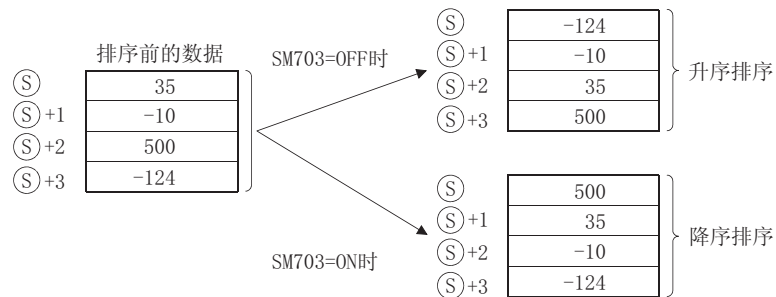 排序前的数据
Ⓢ 35
Ⓢ+1 -10
Ⓢ+2 500
Ⓢ+3 -124
SM703=OFF时
Ⓢ -124
Ⓢ+1 -10
Ⓢ+2 35
Ⓢ+3 500
升序排序
SM703=ON时
Ⓢ 500
Ⓢ+1 35
Ⓢ+2 -10
Ⓢ+3 -124
降序排序